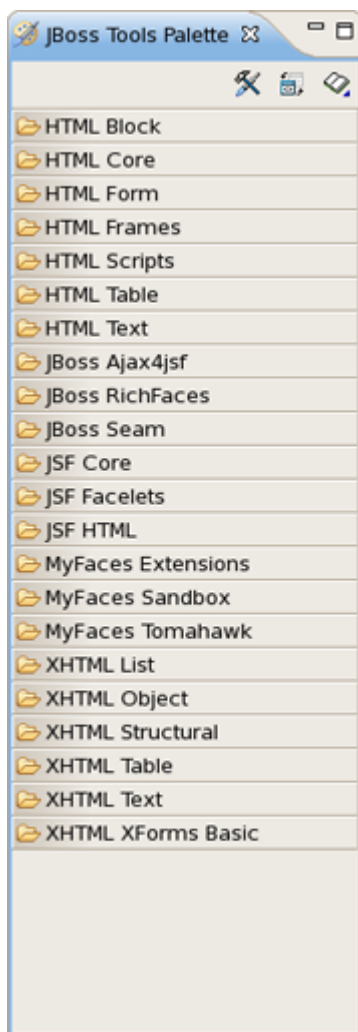 JBoss Tools Palette
HTML Block
HTML Core
HTML Form
HTML Frames
HTML Scripts
HTML Table
HTML Text
JBoss Ajax4jsf
JBoss RichFaces
JBoss Seam
JSF Core
JSF Facelets
JSF HTML
MyFaces Extensions
MyFaces Sandbox
MyFaces Tomahawk
XHTML List
XHTML Object
XHTML Structural
XHTML Table
XHTML Text
XHTML XForms Basic